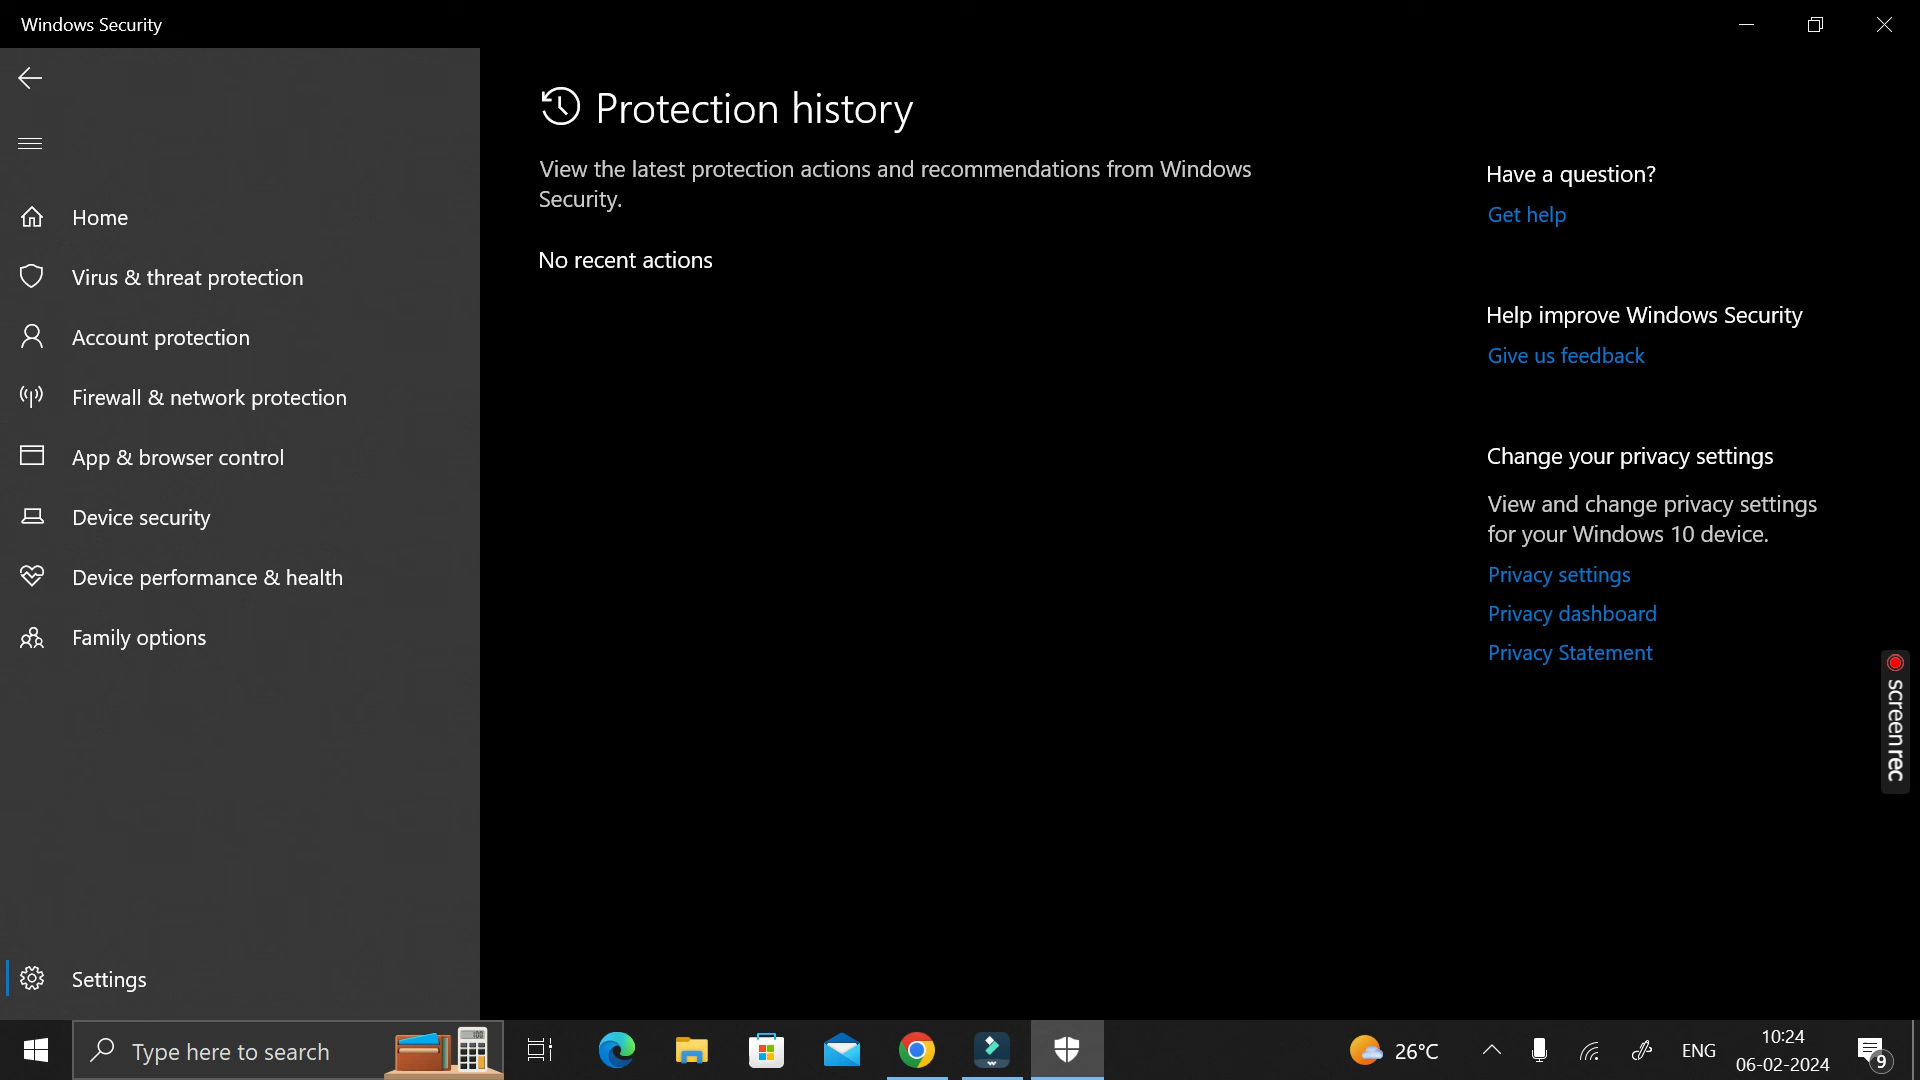 Windows Security
Home
Virus & threat protection
Account protection
Firewall & network protection
App & browser control
Device security
Device performance & health
Family options
Settings
Protection history
View the latest protection actions and recommendations from Windows
Security.
No recent actions
Have a question?
Get help
Help improve Windows Security
Give us feedback
Change your privacy settings
View and change privacy settings
for your Windows 10 device.
Privacy settings
Privacy dashboard
Privacy Statement
screenrec
Type here to search
26°C
ENG
10:24
06-02-2024
9